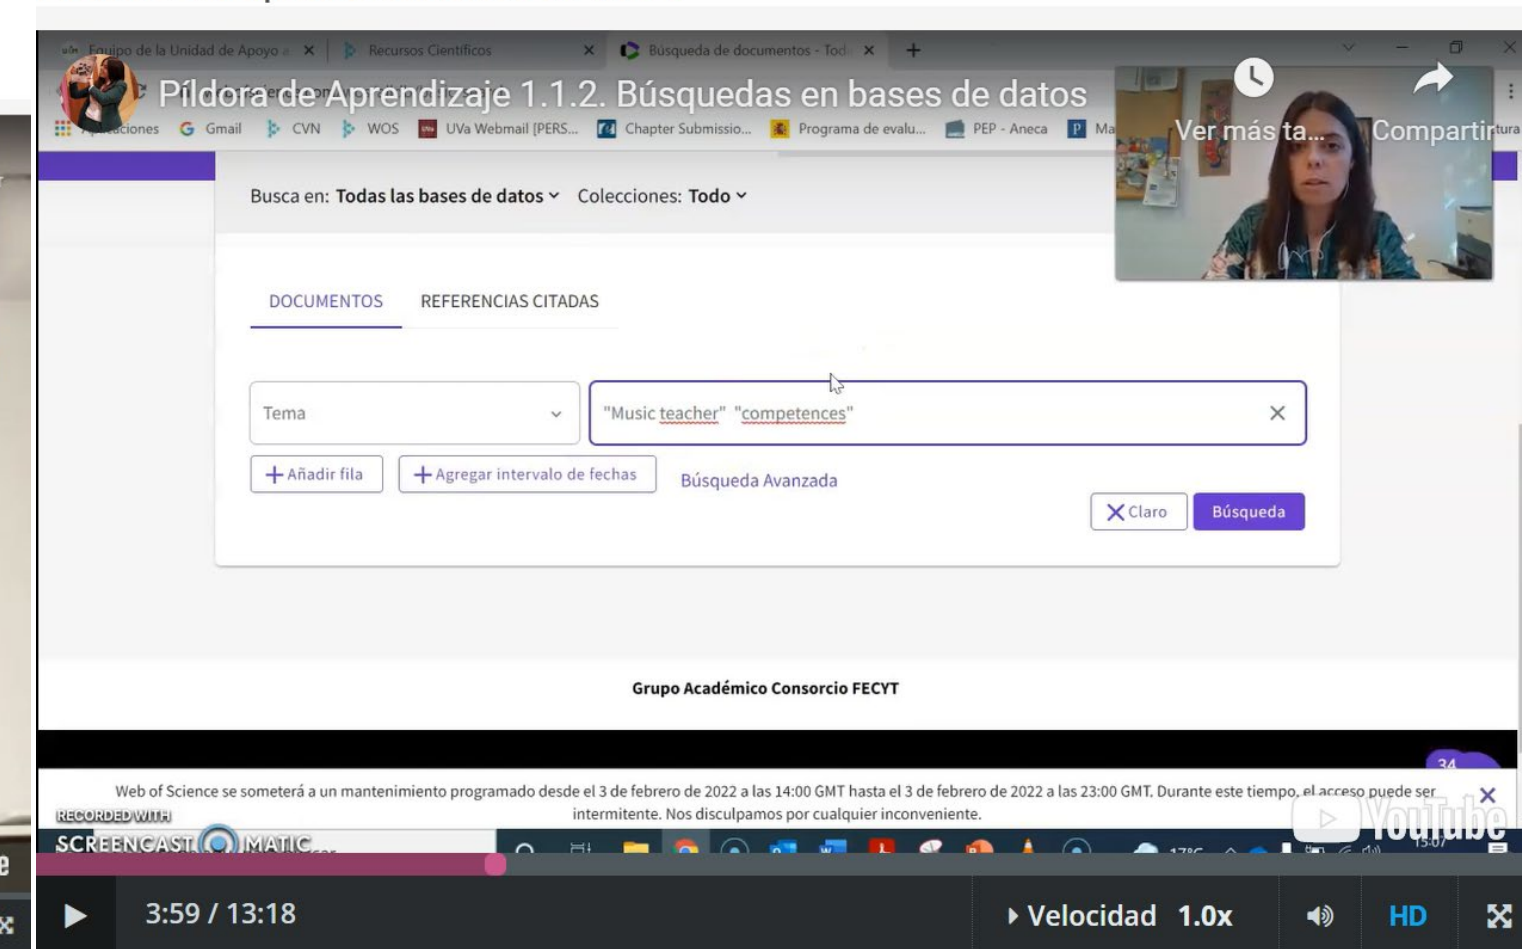 Equipo de la Unidad de Apoyo a
Recursos Científicos
Búsqueda de documentos - Tod
Píldora de Aprendizaje 1.1.2. Búsquedas en bases de datos
Ver más ta...
Compartir
Gmail
CVN
WOS
UVa Webmail [PERS...
Chapter Submissio...
Programa de evalu...
PEP - Aneca
Busca en: Todas las bases de datos
Colecciones: Todo
DOCUMENTOS
REFERENCIAS CITADAS
Tema
"Music teacher" "competences"
+ Añadir fila
+ Agregar intervalo de fechas
Búsqueda Avanzada
Claro
Búsqueda
Grupo Académico Consorcio FECYT
34
Web of Science se someterá a un mantenimiento programado desde el 3 de febrero de 2022 a las 14:00 GMT hasta el 3 de febrero de 2022 a las 23:00 GMT. Durante este tiempo, el acceso puede ser
intermitente. Nos disculpamos por cualquier inconveniente.
RECORDED WITH
SCREENCAST MATIC
YouTube
17°C
15:07
3:59 / 13:18
Velocidad 1.0x
HD